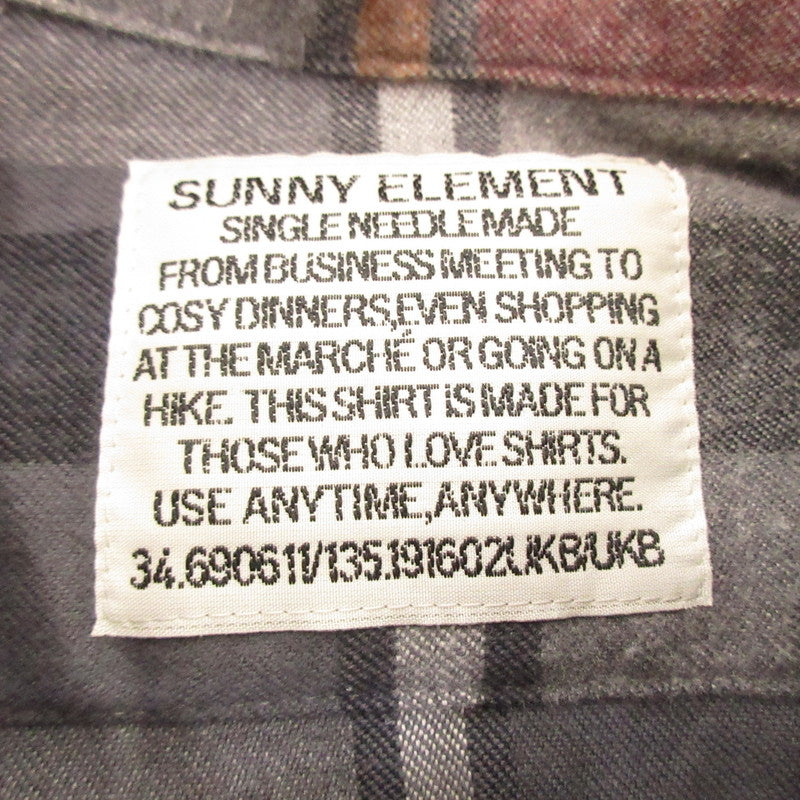 SUNNY ELEMENT
SINGLE NEEDLE MADE
FROM BUSINESS MEETING TO
COSY DINNERS,EVEN SHOPPING
AT THE MARCHÉ OR GOING ON A
HIKE. THIS SHIRT IS MADE FOR
THOSE WHO LOVE SHIRTS.
USE ANYTIME,ANYWHERE.
34.690611/135.191602UKB/UKB